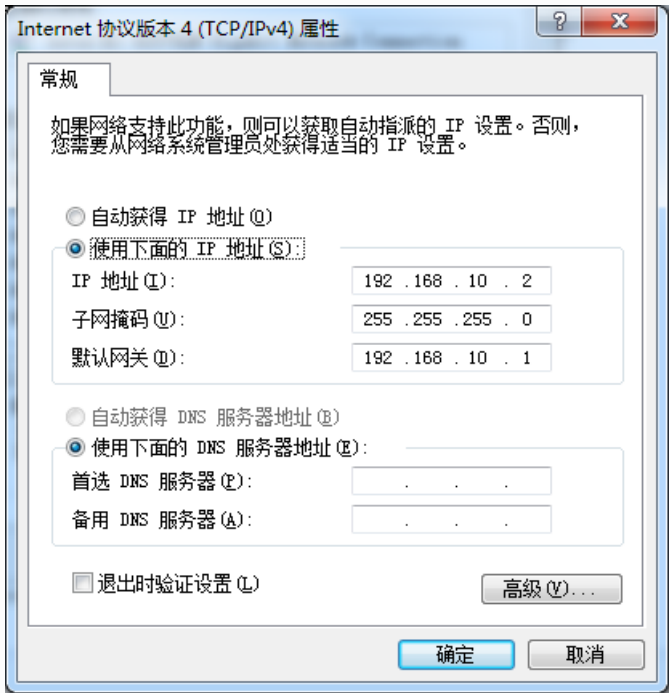 Internet 协议版本 4 (TCP/IPv4) 属性
常规
如果网络支持此功能，则可以获取自动指派的 IP 设置。否则，
您需要从网络系统管理员处获得适当的 IP 设置。
自动获得 IP 地址(O)
使用下面的 IP 地址(S):
IP 地址(I): 192 . 168 . 10 . 2
子网掩码(U): 255 . 255 . 255 . 0
默认网关(D): 192 . 168 . 10 . 1
自动获得 DNS 服务器地址(B)
使用下面的 DNS 服务器地址(E):
首选 DNS 服务器(P): . . .
备用 DNS 服务器(A): . . .
退出时验证设置(L)
高级(V)...
确定 取消